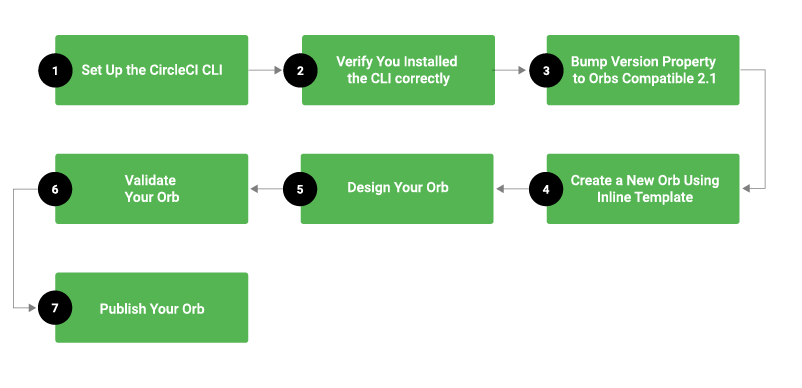 1
Set Up the CircleCI CLI
2
Verify You Installed
the CLI correctly
3
Bump Version Property
to Orbs Compatible 2.1
4
Create a New Orb Using
Inline Template
5
Design Your Orb
6
Validate
Your Orb
7
Publish Your Orb